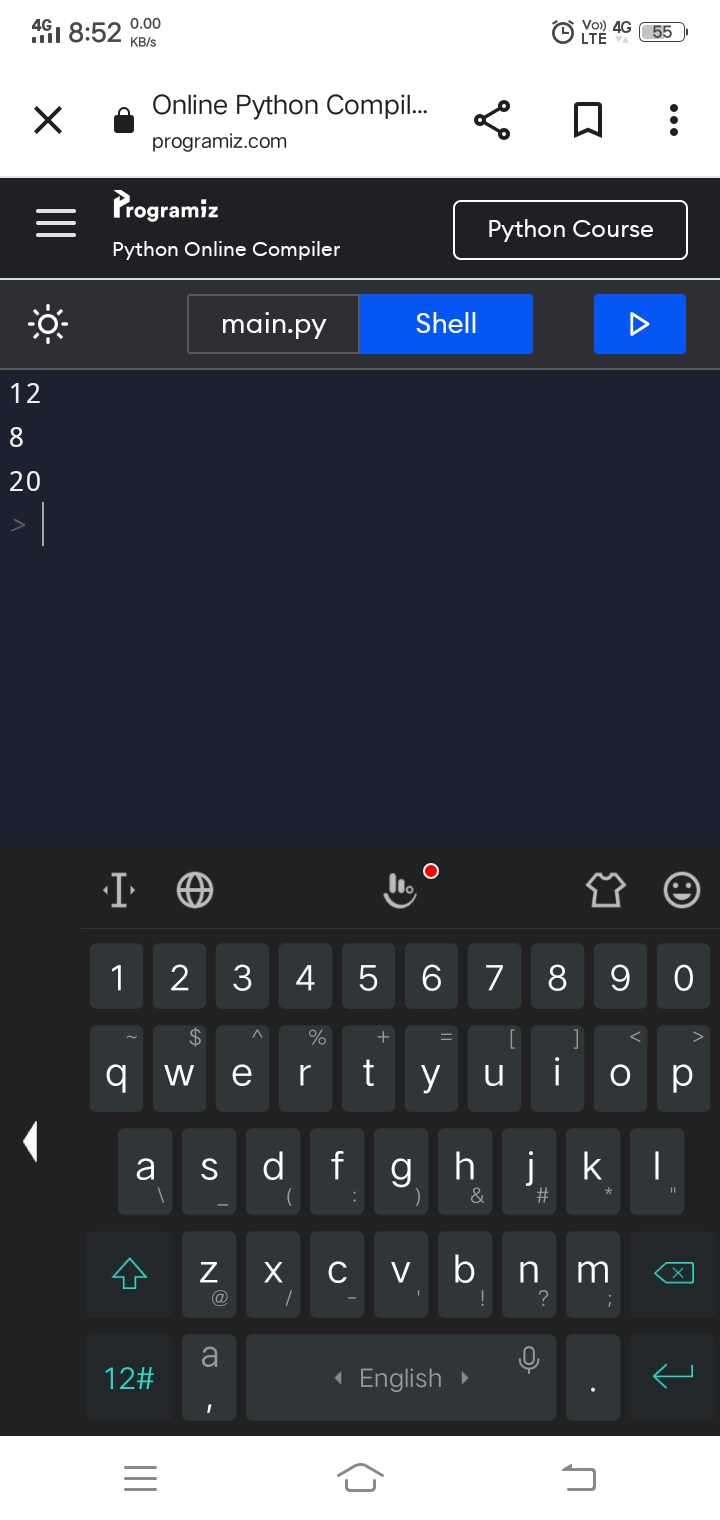 4G 8:52 0.00 KB/s Vo)) LTE 4G 55
Online Python Compil...
programiz.com
Programiz
Python Online Compiler
Python Course
main.py Shell
12
8
20
>
1 2 3 4 5 6 7 8 9 0
~ $ ^ % + = [ ] < >
q w e r t y u i o p
a s d f g h j k l
\ _ ( : ) & # * "
z x c v b n m
@ / - ' ! ? ;
12# a , English .